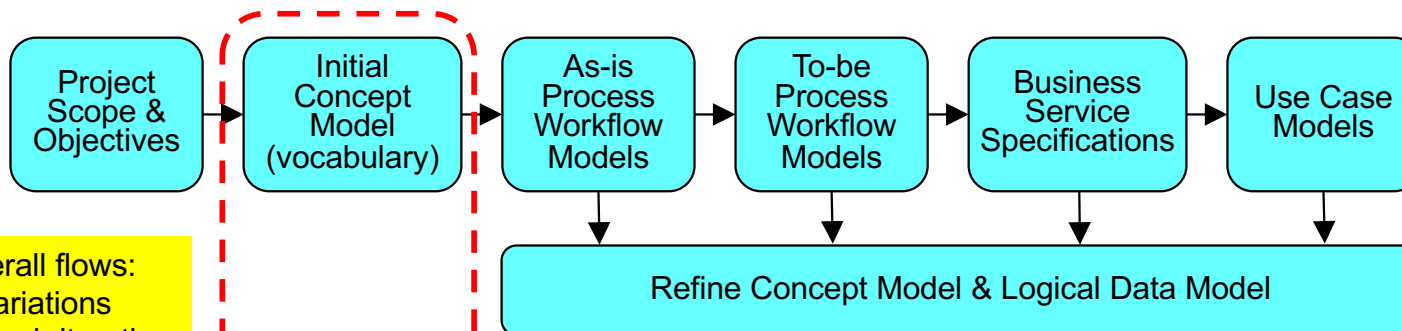 Project
Scope &
Objectives
Initial
Concept
Model
(vocabulary)
As-is
Process
Workflow
Models
To-be
Process
Workflow
Models
Business
Service
Specifications
Use Case
Models
erall flows:
ariations
Refine Concept Model & Logical Data Model